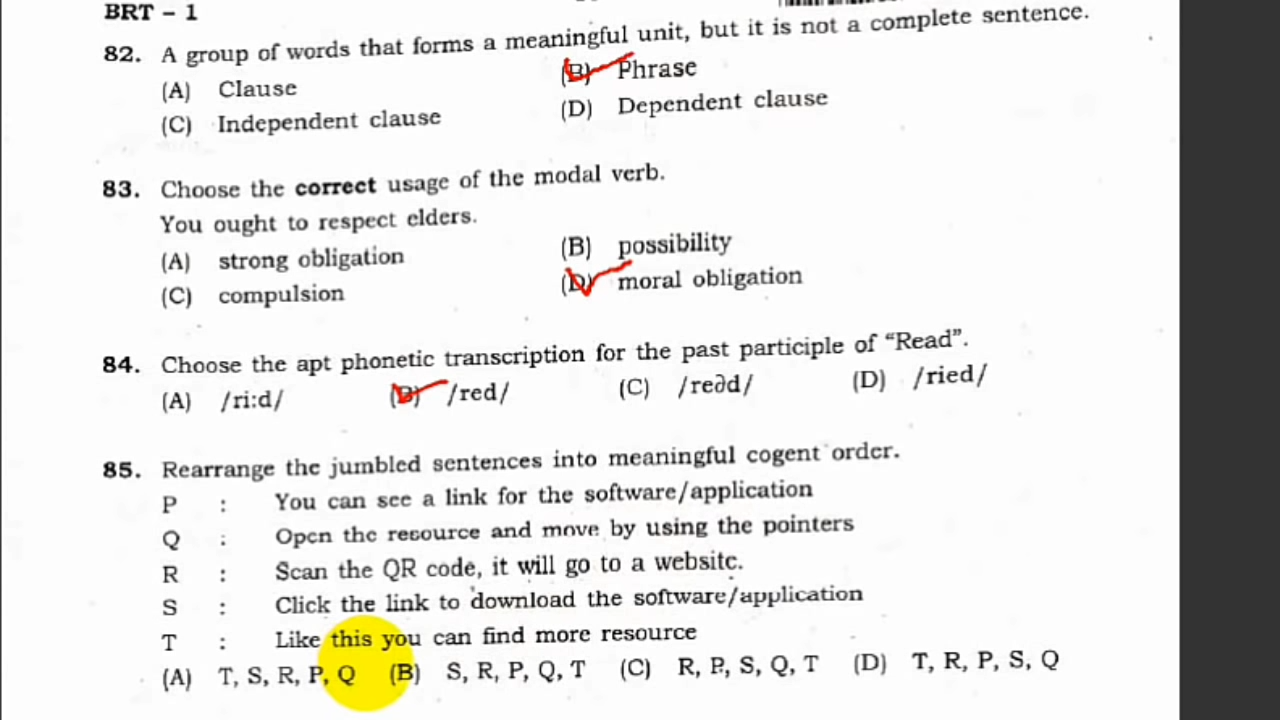 BRT – 1
82. A group of words that forms a meaningful unit, but it is not a complete sentence.
(A) Clause (B) Phrase
(C) Independent clause (D) Dependent clause
83. Choose the correct usage of the modal verb.
You ought to respect elders.
(A) strong obligation (B) possibility
(C) compulsion (D) moral obligation
84. Choose the apt phonetic transcription for the past participle of “Read”.
(A) /ri:d/ (B) /red/ (C) /re∂d/ (D) /ried/
85. Rearrange the jumbled sentences into meaningful cogent order.
P : You can see a link for the software/application
Q : Open the resource and move by using the pointers
R : Scan the QR code, it will go to a website.
S : Click the link to download the software/application
T : Like this you can find more resource
(A) T, S, R, P, Q (B) S, R, P, Q, T (C) R, P, S, Q, T (D) T, R, P, S, Q